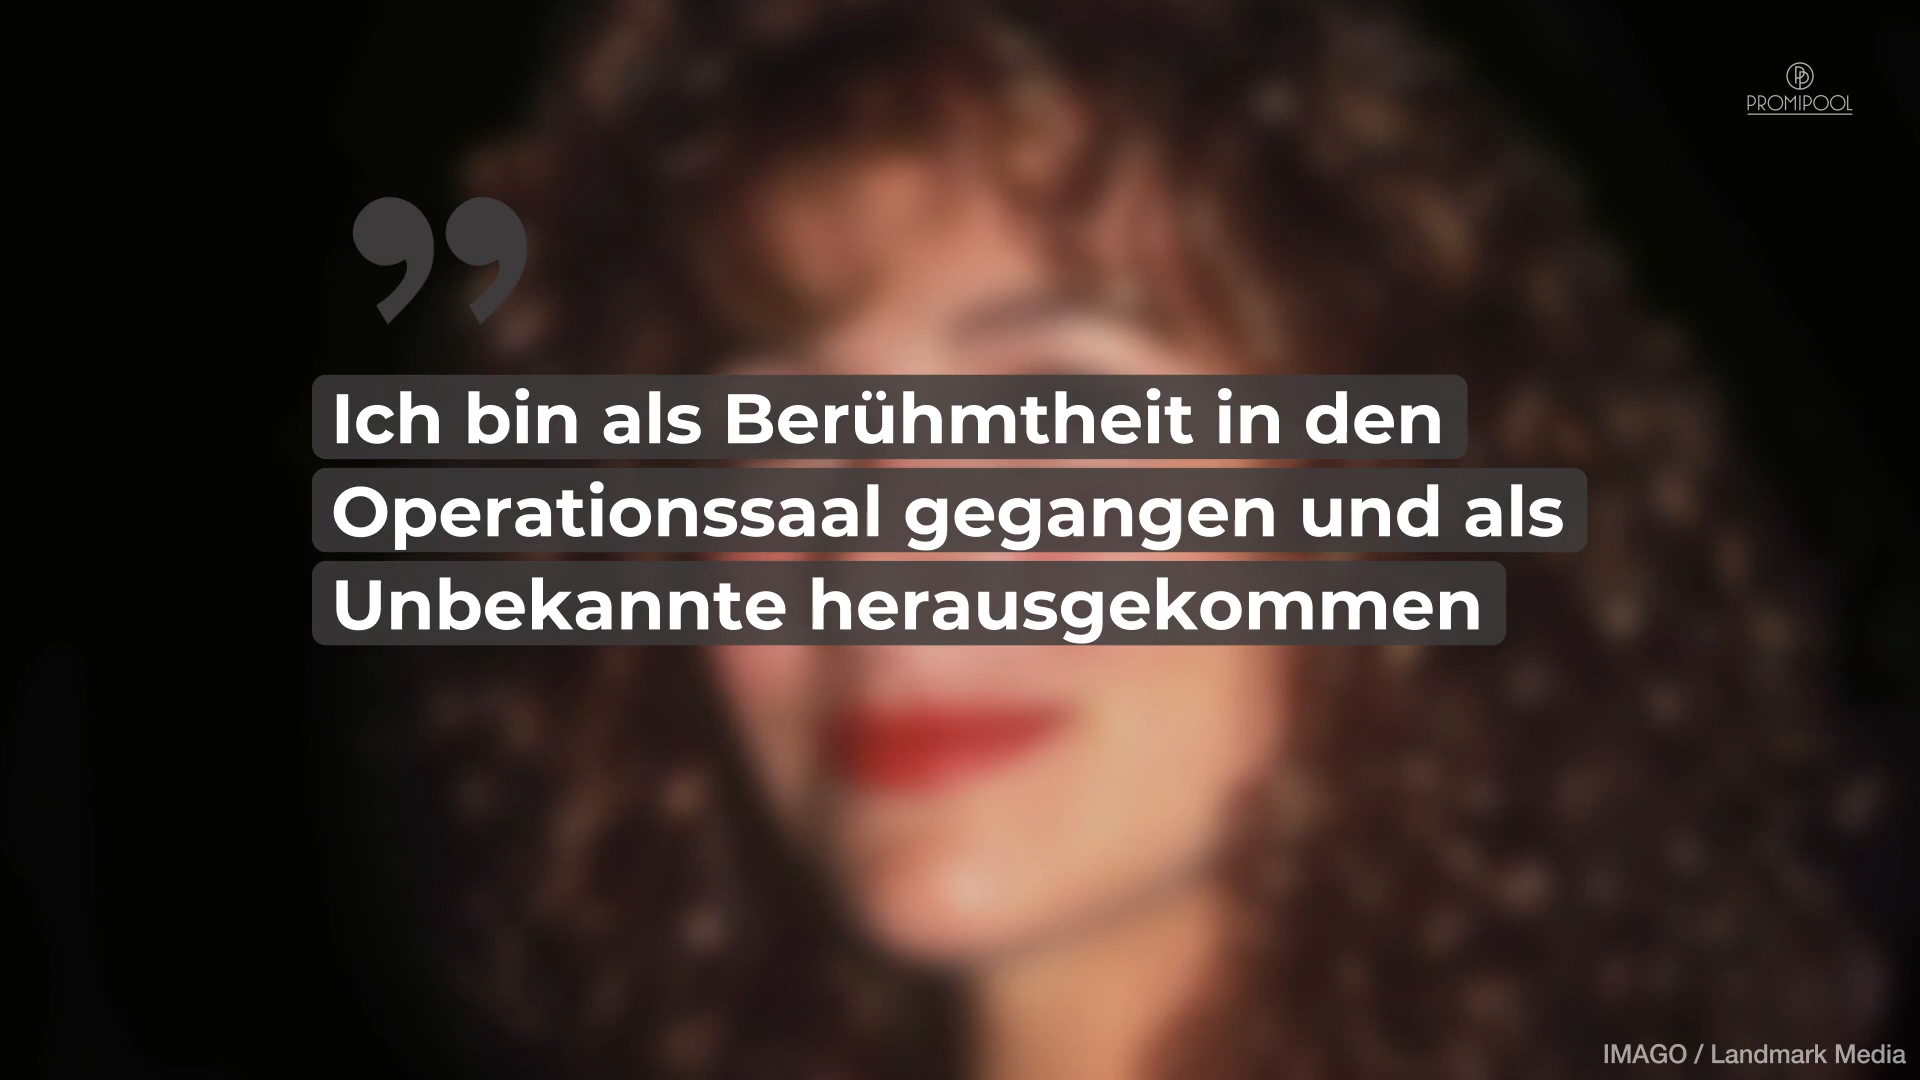 PROMIPOOL
”
Ich bin als Berühmtheit in den
Operationssaal gegangen und als
Unbekannte herausgekommen
IMAGO / Landmark Media